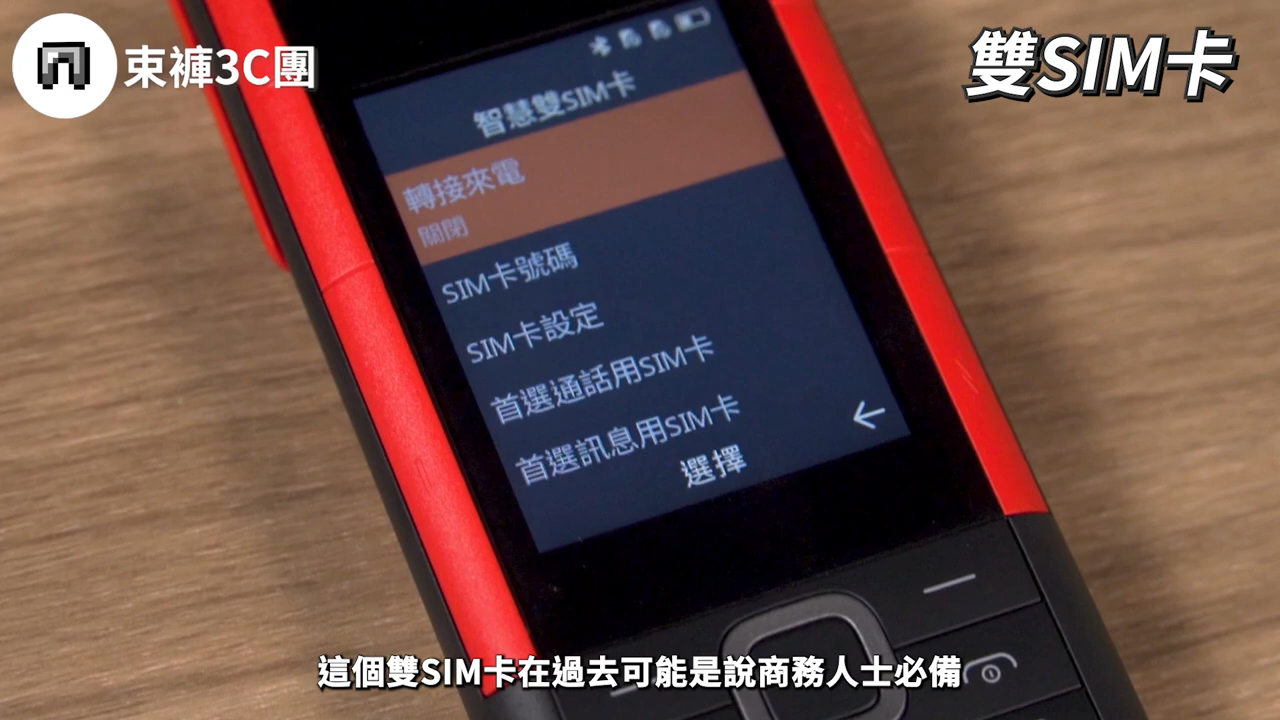 束褲3C團
雙SIM卡
智慧雙SIM卡
轉接來電
關閉
SIM卡號碼
SIM卡設定
首選通話用SIM卡
首選訊息用SIM卡
選擇
這個雙SIM卡在過去可能是說商務人士必備